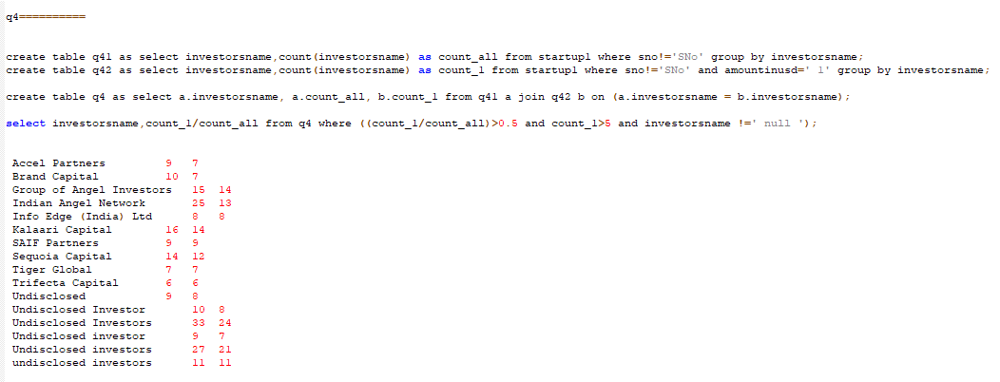 q4==========
create table q41 as select investorsname,count(investorsname) as count_all from startup1 where sno!='SNo' group by investorsname;
create table q42 as select investorsname,count(investorsname) as count_1 from startup1 where sno!='SNo' and amountinusd=' 1' group by investorsname;
create table q4 as select a.investorsname, a.count_all, b.count_1 from q41 a join q42 b on (a.investorsname = b.investorsname);
select investorsname,count_1/count_all from q4 where ((count_1/count_all)>0.5 and count_1>5 and investorsname !=' null ');
Accel Partners 9 7
Brand Capital 10 7
Group of Angel Investors 15 14
Indian Angel Network 25 13
Info Edge (India) Ltd 8 8
Kalaari Capital 16 14
SAIF Partners 9 9
Sequoia Capital 14 12
Tiger Global 7 7
Trifecta Capital 6 6
Undisclosed 9 8
Undisclosed Investor 10 8
Undisclosed Investors 33 24
Undisclosed investor 9 7
Undisclosed investors 27 21
undisclosed investors 11 11